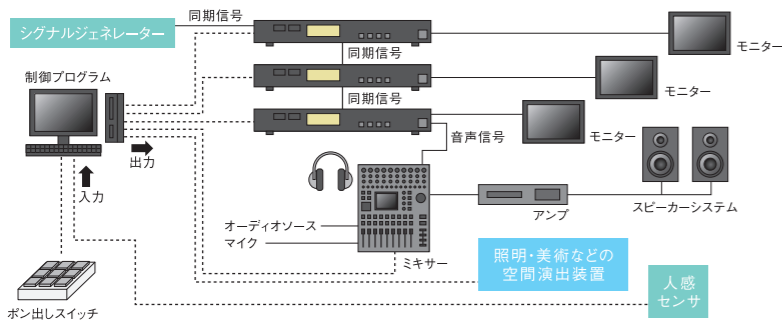 同期信号
シグナルジェネレーター
同期信号
モニター
制御プログラム
モニター
同期信号
モニター
音声信号
出力
入力
アンプ
スピーカーシステム
オーディオソース
マイク
ミキサー
照明・美術などの
空間演出装置
人感
センサ
ポン出しスイッチ